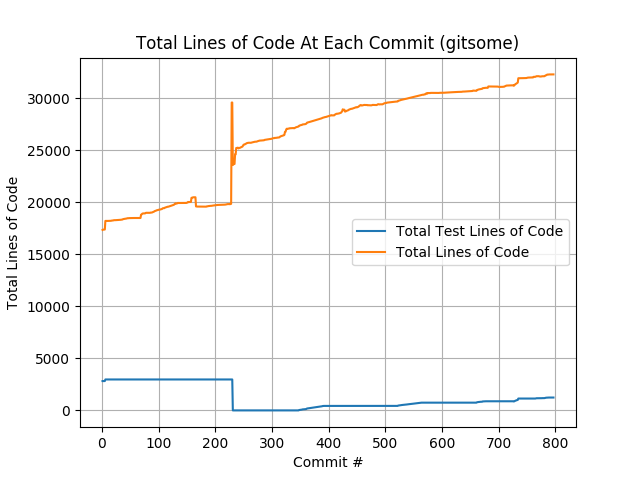 Total Lines of Code At Each Commit (gitsome)
Total Lines of Code
30000
25000
20000
15000
10000
5000
0
Total Test Lines of Code
Total Lines of Code
0 100 200 300 400 500 600 700 800
Commit #